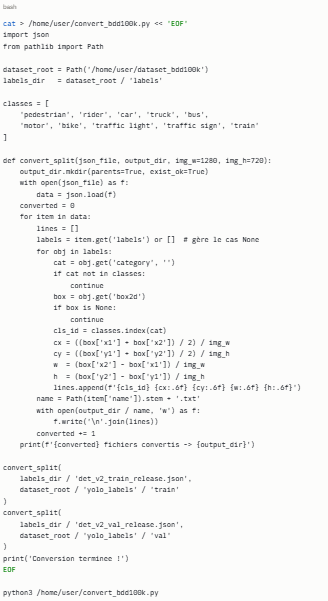 bash
cat > /home/user/convert_bdd100k.py << 'EOF'
import json
from pathlib import Path

dataset_root = Path('/home/user/dataset_bdd100k')
labels_dir   = dataset_root / 'labels'

classes = [
    'pedestrian', 'rider', 'car', 'truck', 'bus',
    'motor', 'bike', 'traffic light', 'traffic sign', 'train'
]

def convert_split(json_file, output_dir, img_w=1280, img_h=720):
    output_dir.mkdir(parents=True, exist_ok=True)
    with open(json_file) as f:
        data = json.load(f)
    converted = 0
    for item in data:
        lines = []
        labels = item.get('labels') or []  # gère le cas None
        for obj in labels:
            cat = obj.get('category', '')
            if cat not in classes:
                continue
            box = obj.get('box2d')
            if box is None:
                continue
            cls_id = classes.index(cat)
            cx = ((box['x1'] + box['x2']) / 2) / img_w
            cy = ((box['y1'] + box['y2']) / 2) / img_h
            w  = (box['x2'] - box['x1']) / img_w
            h  = (box['y2'] - box['y1']) / img_h
            lines.append(f'{cls_id} {cx:.6f} {cy:.6f} {w:.6f} {h:.6f}')
        name = Path(item['name']).stem + '.txt'
        with open(output_dir / name, 'w') as f:
            f.write('\n'.join(lines))
        converted += 1
    print(f'{converted} fichiers convertis -> {output_dir}')

convert_split(
    labels_dir / 'det_v2_train_release.json',
    dataset_root / 'yolo_labels' / 'train'
)
convert_split(
    labels_dir / 'det_v2_val_release.json',
    dataset_root / 'yolo_labels' / 'val'
)
print('Conversion terminee !')
EOF

python3 /home/user/convert_bdd100k.py